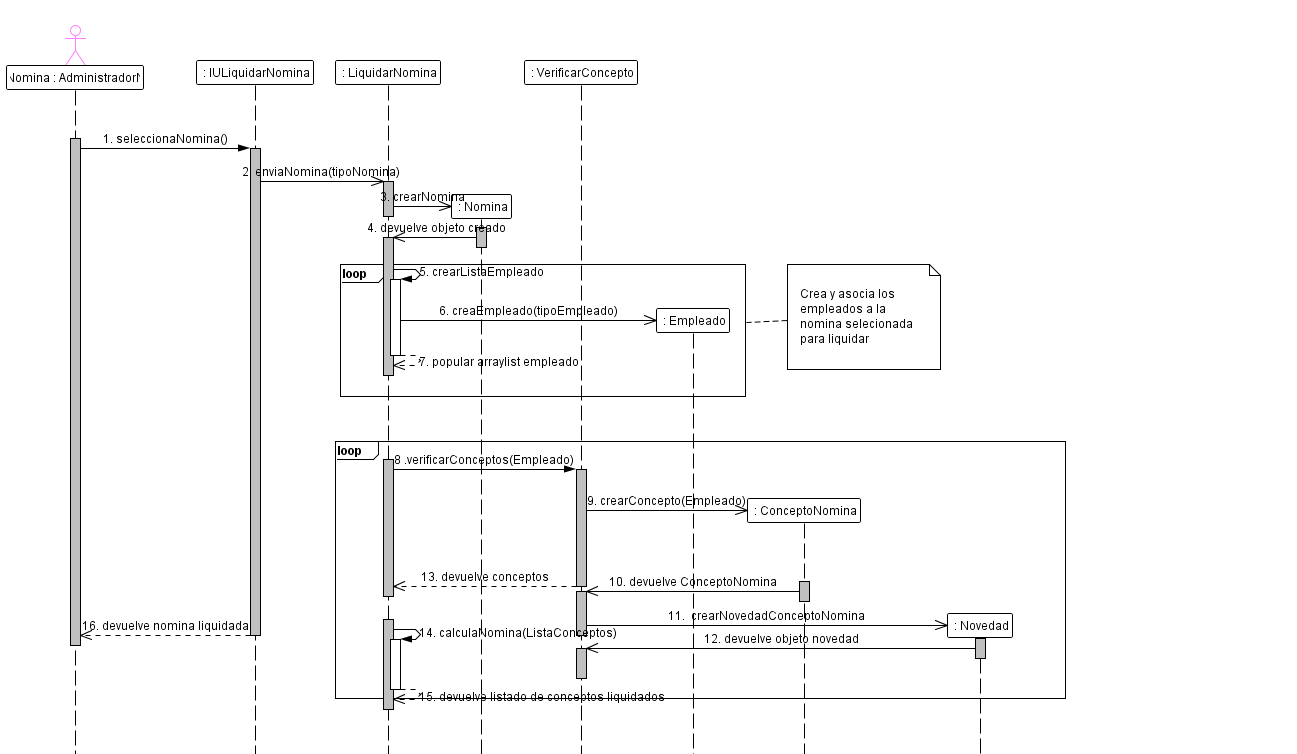 Nomina : AdministradorN
: IULiquidarNomina
: LiquidarNomina
: VerificarConcepto
1. seleccionaNomina()
2. enviaNomina(tipoNomina)
3. crearNomina
: Nomina
4. devuelve objeto creado
loop
5. crearListaEmpleado
6. creaEmpleado(tipoEmpleado)
: Empleado
Crea y asocia los
empleados a la
nomina selecionada
para liquidar
7. popular arraylist empleado
loop
8 .verificarConceptos(Empleado)
9. crearConcepto(Empleado)
: ConceptoNomina
13. devuelve conceptos
10. devuelve ConceptoNomina
11. crearNovedadConceptoNomina
: Novedad
16. devuelve nomina liquidada
14. calculaNomina(ListaConceptos)
12. devuelve objeto novedad
15. devuelve listado de conceptos liquidados